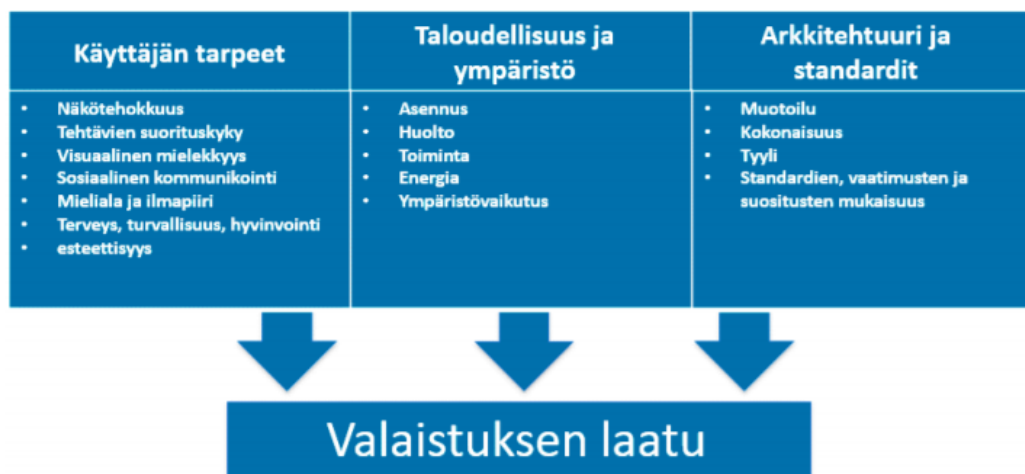 Käyttäjän tarpeet
• Näkötehokkuus
• Tehtävien suorituskyky
• Visuaalinen mielekkyys
• Sosiaalinen kommunikointi
• Mieliala ja ilmapiiri
• Terveys, turvallisuus, hyvinvointi
• esteettisyys
Taloudellisuus ja
ympäristö
• Asennus
• Huolto
• Toiminta
• Energia
• Ympäristövaikutus
Arkkitehtuuri ja
standardit
• Muotoilu
• Kokonaisuus
• Tyyli
• Standardien, vaatimusten ja
suositusten mukaisuus
Valaistuksen laatu